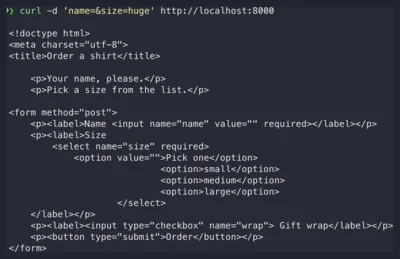 ❯ curl -d 'name=&size=huge' http://localhost:8000
<!doctype html>
<meta charset="utf-8">
<title>Order a shirt</title>
<p>Your name, please.</p>
<p>Pick a size from the list.</p>
<form method="post">
<p><label>Name <input name="name" value="" required></label></p>
<p><label>Size
<select name="size" required>
<option value="">Pick one</option>
<option>small</option>
<option>medium</option>
<option>large</option>
</select>
</label></p>
<p><label><input type="checkbox" name="wrap"> Gift wrap</label></p>
<p><button type="submit">Order</button></p>
</form>